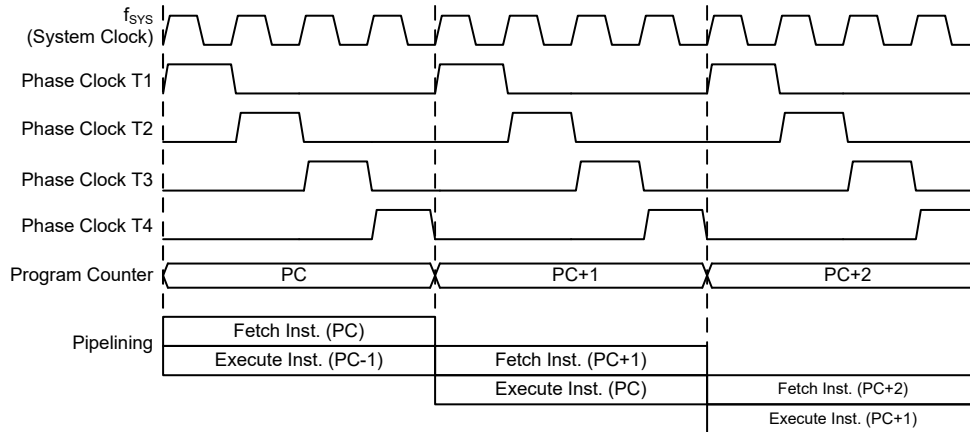 fSYS
(System Clock)
Phase Clock T1
Phase Clock T2
Phase Clock T3
Phase Clock T4
Program Counter
PC
PC+1
PC+2
Pipelining
Fetch Inst. (PC)
Execute Inst. (PC-1)
Fetch Inst. (PC+1)
Execute Inst. (PC)
Fetch Inst. (PC+2)
Execute Inst. (PC+1)